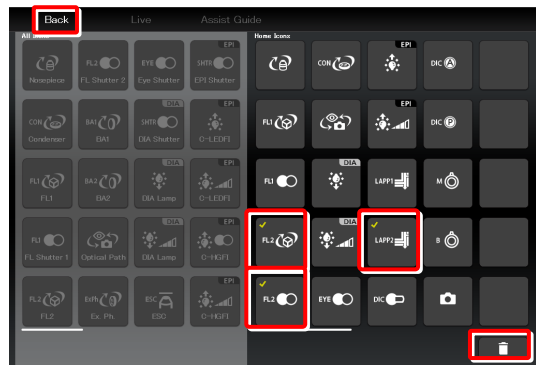 Back Live Assist Guide
All Icons
Home Icons
Nosepiece
FL2
FL Shutter 2
EYE
Eye Shutter
EPI
SHTR
EPI Shutter
CON
EPI
DIC A
CON
Condenser
BA1
BA1
DIA
SHTR
DIA Shutter
EPI
O-LEDFI
FL1
EPI
DIC P
FL1
FL1
BA2
BA2
DIA
DIA Lamp
EPI
O-LEDFI
FL1
DIA
LAPP1
M
FL1
FL Shutter 1
Optical Path
DIA
DIA Lamp
EPI
O-HGFI
FL2
DIA
LAPP2
B
FL2
FL2
ExPh
Ex. Ph.
ESC
ESC
EPI
O-HGFI
FL2
EYE
DIC